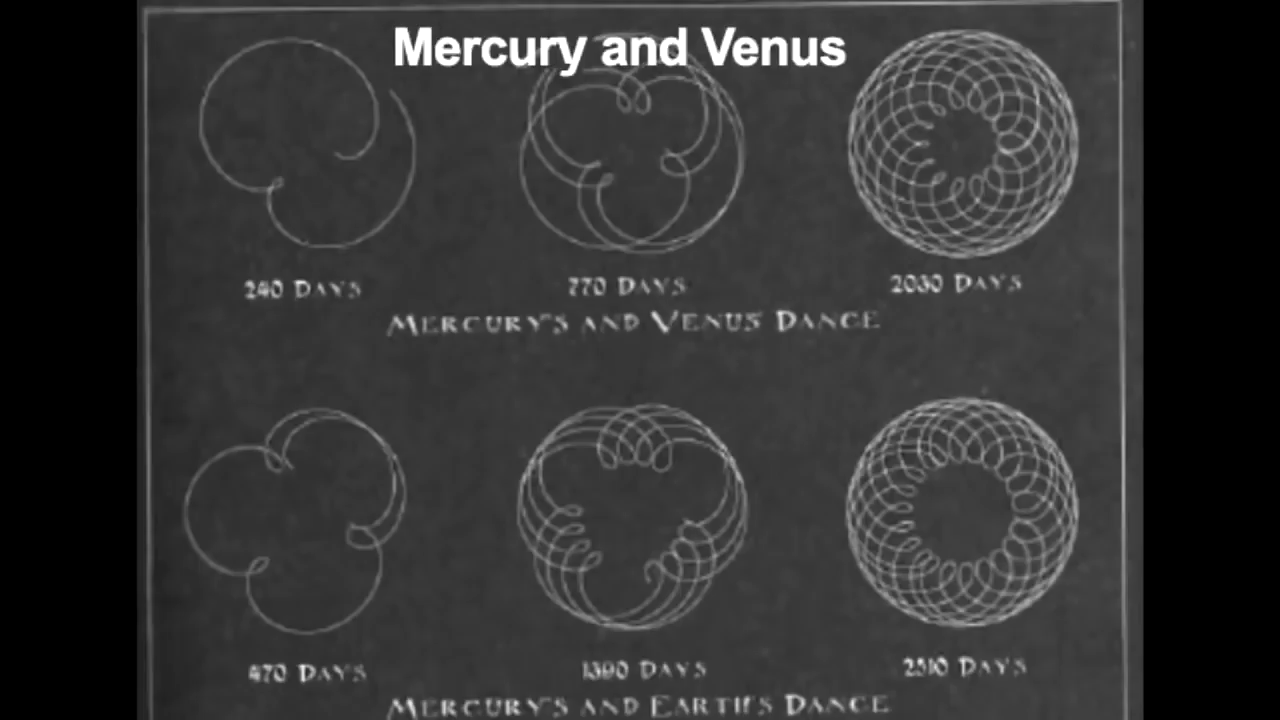 Mercury and Venus
240 DAYS
770 DAYS
2030 DAYS
MERCURY'S AND VENUS' DANCE
470 DAYS
1390 DAYS
2510 DAYS
MERCURY'S AND EARTH'S DANCE